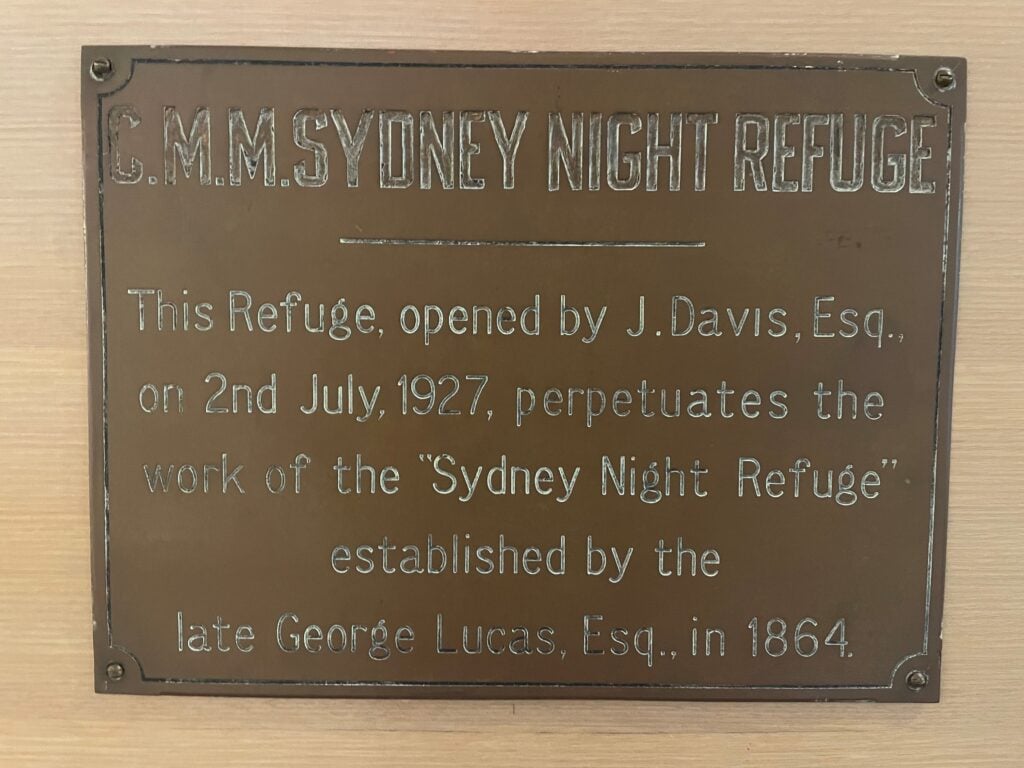 C.M.M. SYDNEY NIGHT REFUGE
This Refuge, opened by J. Davis, Esq.,
on 2nd July, 1927, perpetuates the
work of the "Sydney Night Refuge"
established by the
late George Lucas, Esq., in 1864.